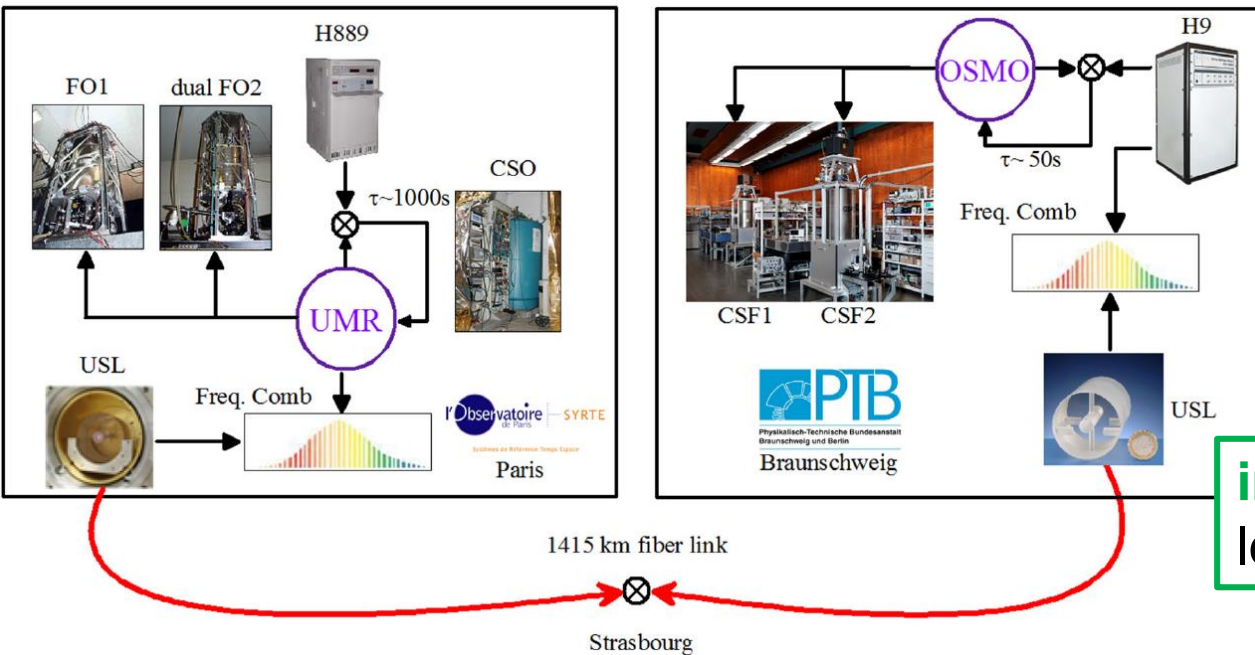 H889
FO1
dual FO2
CSO
τ~1000s
UMR
USL
Freq. Comb
l'Observatoire
de Paris
SYRTE
Systèmes de Référence Temps Espace
Paris
H9
OSMO
τ~ 50s
Freq. Comb
CSF1
CSF2
USL
PTB
Physikalisch-Technische Bundesanstalt
Braunschweig und Berlin
Braunschweig
1415 km fiber link
Strasbourg